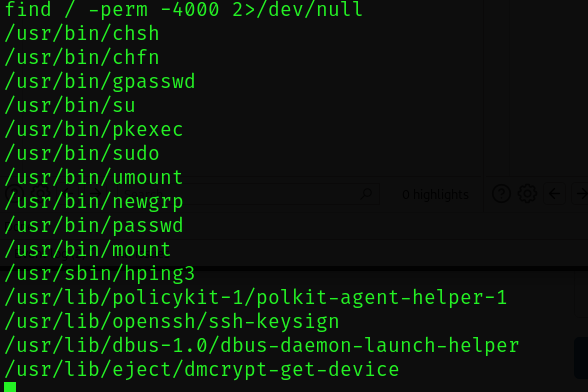 find / -perm -4000 2>/dev/null
/usr/bin/chsh
/usr/bin/chfn
/usr/bin/gpasswd
/usr/bin/su
/usr/bin/pkexec
/usr/bin/sudo
/usr/bin/umount
0 highlights
/usr/bin/newgrp
/usr/bin/passwd
/usr/bin/mount
/usr/sbin/hping3
/usr/lib/policykit-1/polkit-agent-helper-1
/usr/lib/openssh/ssh-keysign
/usr/lib/dbus-1.0/dbus-daemon-launch-helper
/usr/lib/eject/dmcrypt-get-device